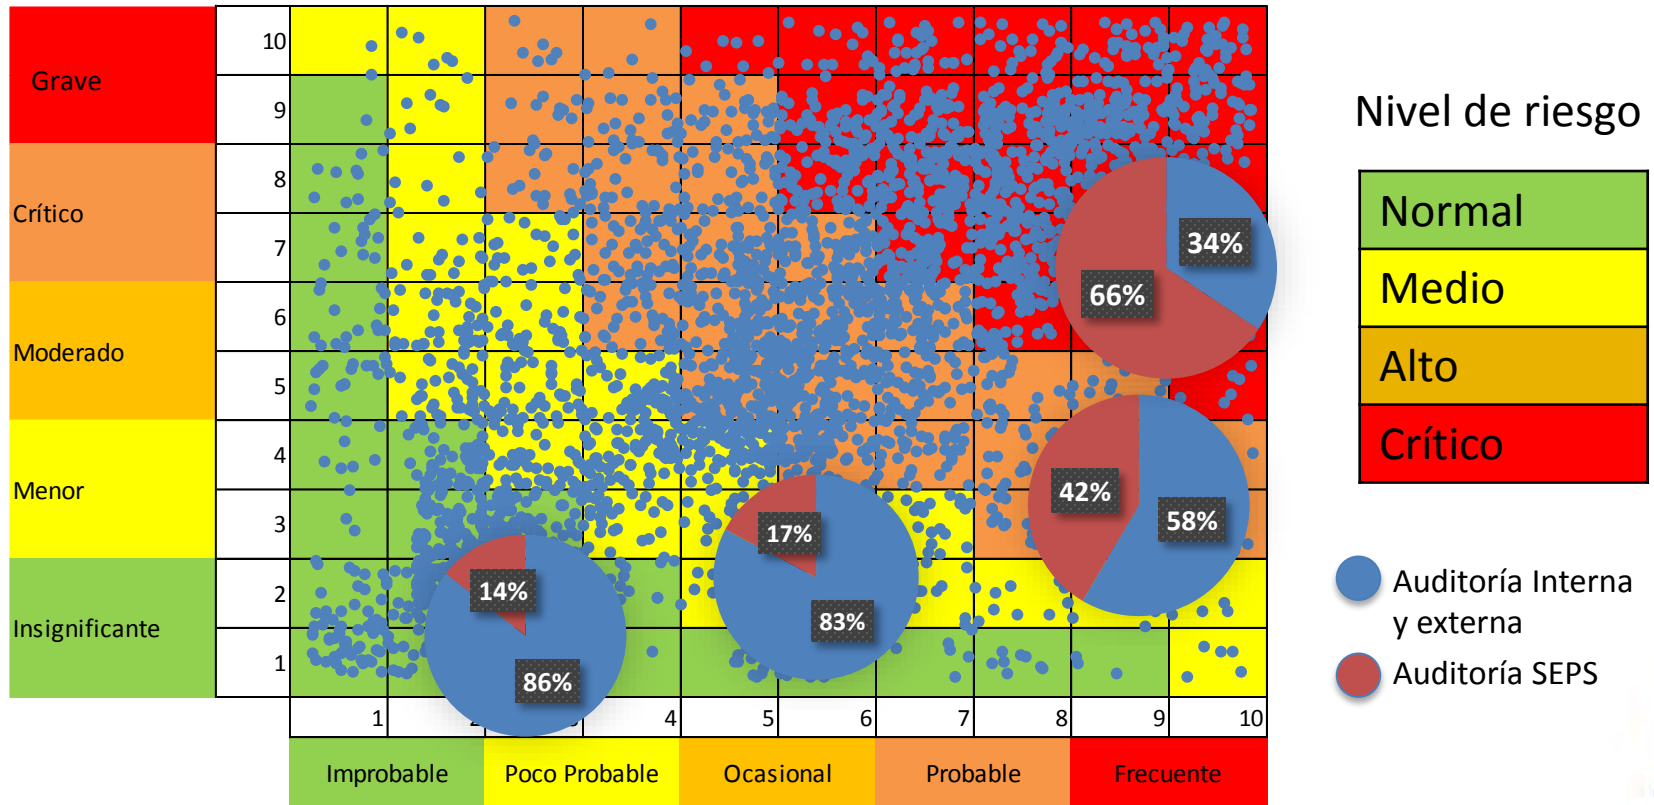 Grave
Crítico
Moderado
Menor
Insignificante
10
9
8
7
6
5
4
3
2
1
1
4
5
6
7
8
9
10
Improbable
Poco Probable
Ocasional
Probable
Frecuente
34%
66%
42%
58%
17%
83%
14%
86%
Nivel de riesgo
Normal
Medio
Alto
Crítico
Auditoría Interna
y externa
Auditoría SEPS